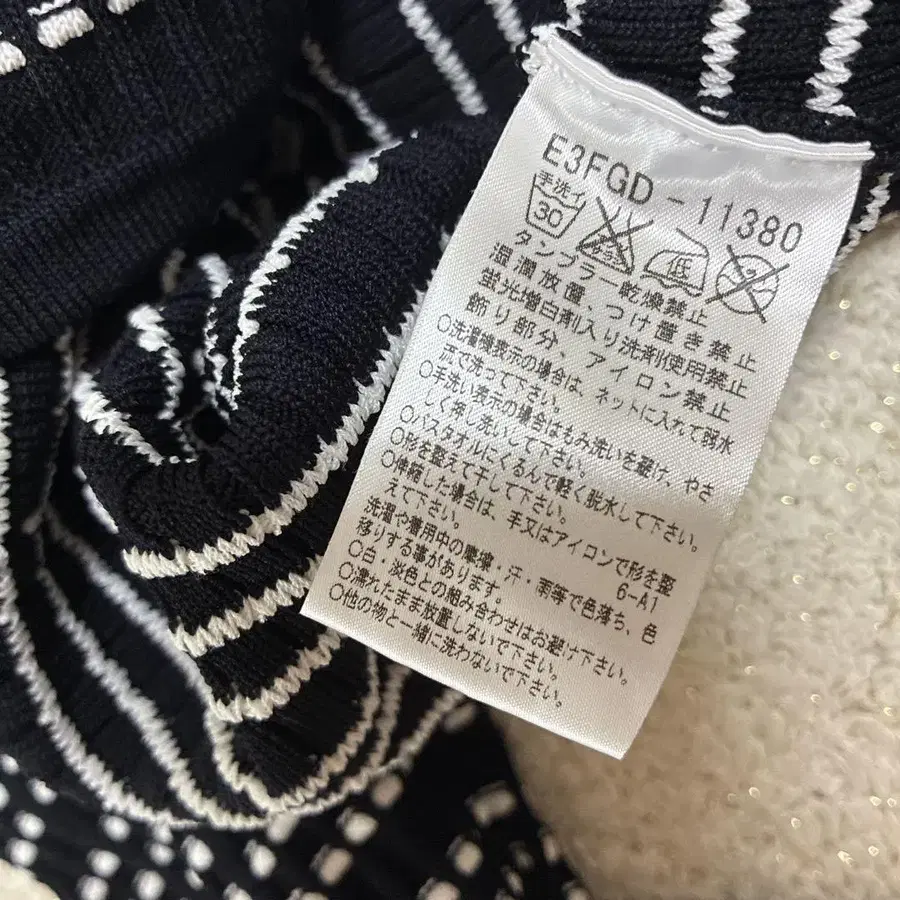 E3FGD -11380
手洗イ
30
エンソサラシ
低
タンブラー乾燥禁止
湿潤放置、つけ置き禁止
蛍光増白剤入り洗剤使用禁止
飾り部分、アイロン禁止
○洗濯機表示の場合は、ネットに入れて弱水
流で洗って下さい。
○手洗い表示の場合はもみ洗いを避け、やさ
しく押し洗いして下さい。
○バスタオルにくるんで軽く脱水して下さい。
○形を整えて干して下さい。
○伸縮した場合は、手又はアイロンで形を整
えて下さい。
6-A1
洗濯や着用中の摩擦・汗・雨等で色落ち、色
移りする事があります。
○白・淡色との組み合わせはお避け下さい。
○濡れたまま放置しないで下さい。
○他の物と一緒に洗わないで下さい。